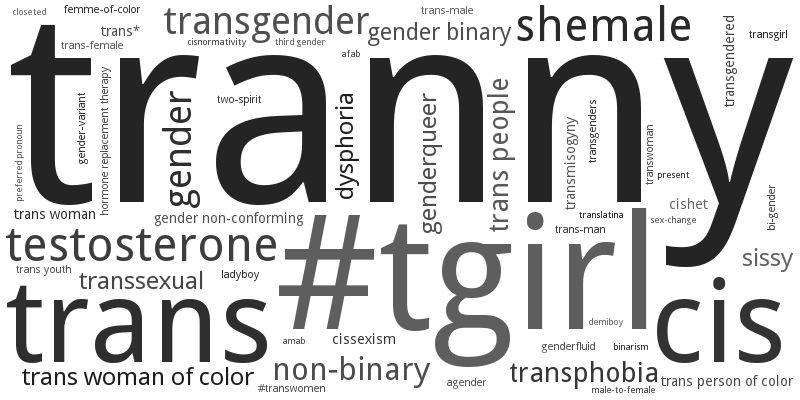 closeted
femme-of-color
transgender
trans-male
shemale
trans*
cisnormativity
third gender
gender binary
transgendered
transgirl
trans-female
afab
tranny
preferred pronoun
gender-variant
hormone replacement therapy
gender
two-spirit
dysphoria
genderqueer
trans people
transmisogyny
transgenders
transwoman
present
cishet
bi-gender
trans woman
gender non-conforming
translatina
sex-change
trans-man
testosterone
#tgirl
sissy
trans youth
transsexual
ladyboy
trans
cis
demiboy
amab
cissexism
genderfluid
binarism
trans woman of color
non-binary
#transwomen
agender
transphobia
male-to-female
trans person of color